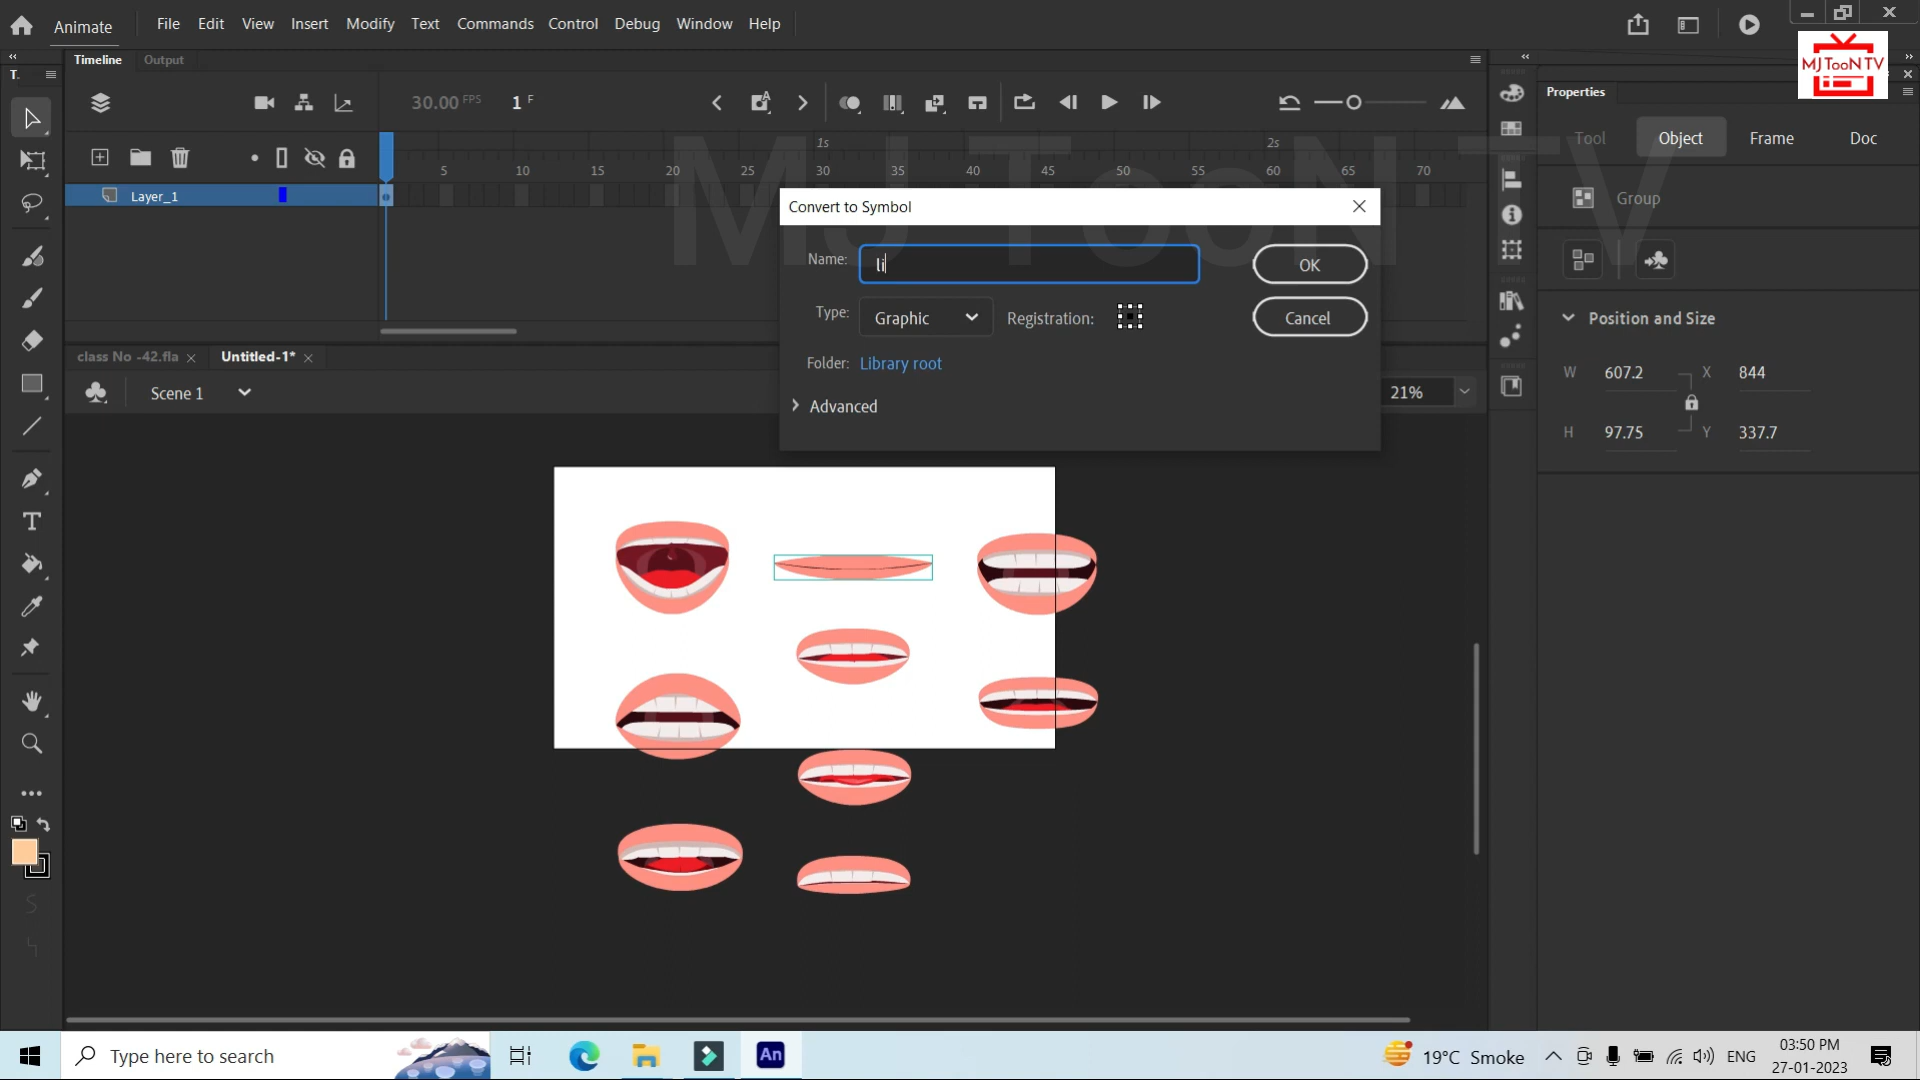 Animate
File Edit View Insert Modify Text Commands Control Debug Window Help
MJ TooN TV
Timeline Output
T.
Properties
30.00 FPS 1 F
Tool Object Frame Doc
1s 2s
5 10 15 20 25 30 35 40 45 50 55 60 65 70
Layer_1
MJ TooN TV
Group
Convert to Symbol
Name: li OK
Type: Graphic Registration: Cancel
Folder: Library root
Advanced
Position and Size
W 607.2 X 844
H 97.75 Y 337.7
class No -42.fla Untitled-1*
Scene 1
21%
Type here to search
An
19°C Smoke
ENG
03:50 PM
27-01-2023